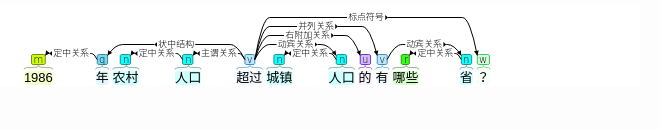 标点符号
并列关系
右附加关系
状中结构 动宾关系 动宾关系
定中关系 定中关系 主谓关系 定中关系 定中关系
m q n n v n n u v r n w
1986 年 农村 人口 超过 城镇 人口 的 有 哪些 省 ？